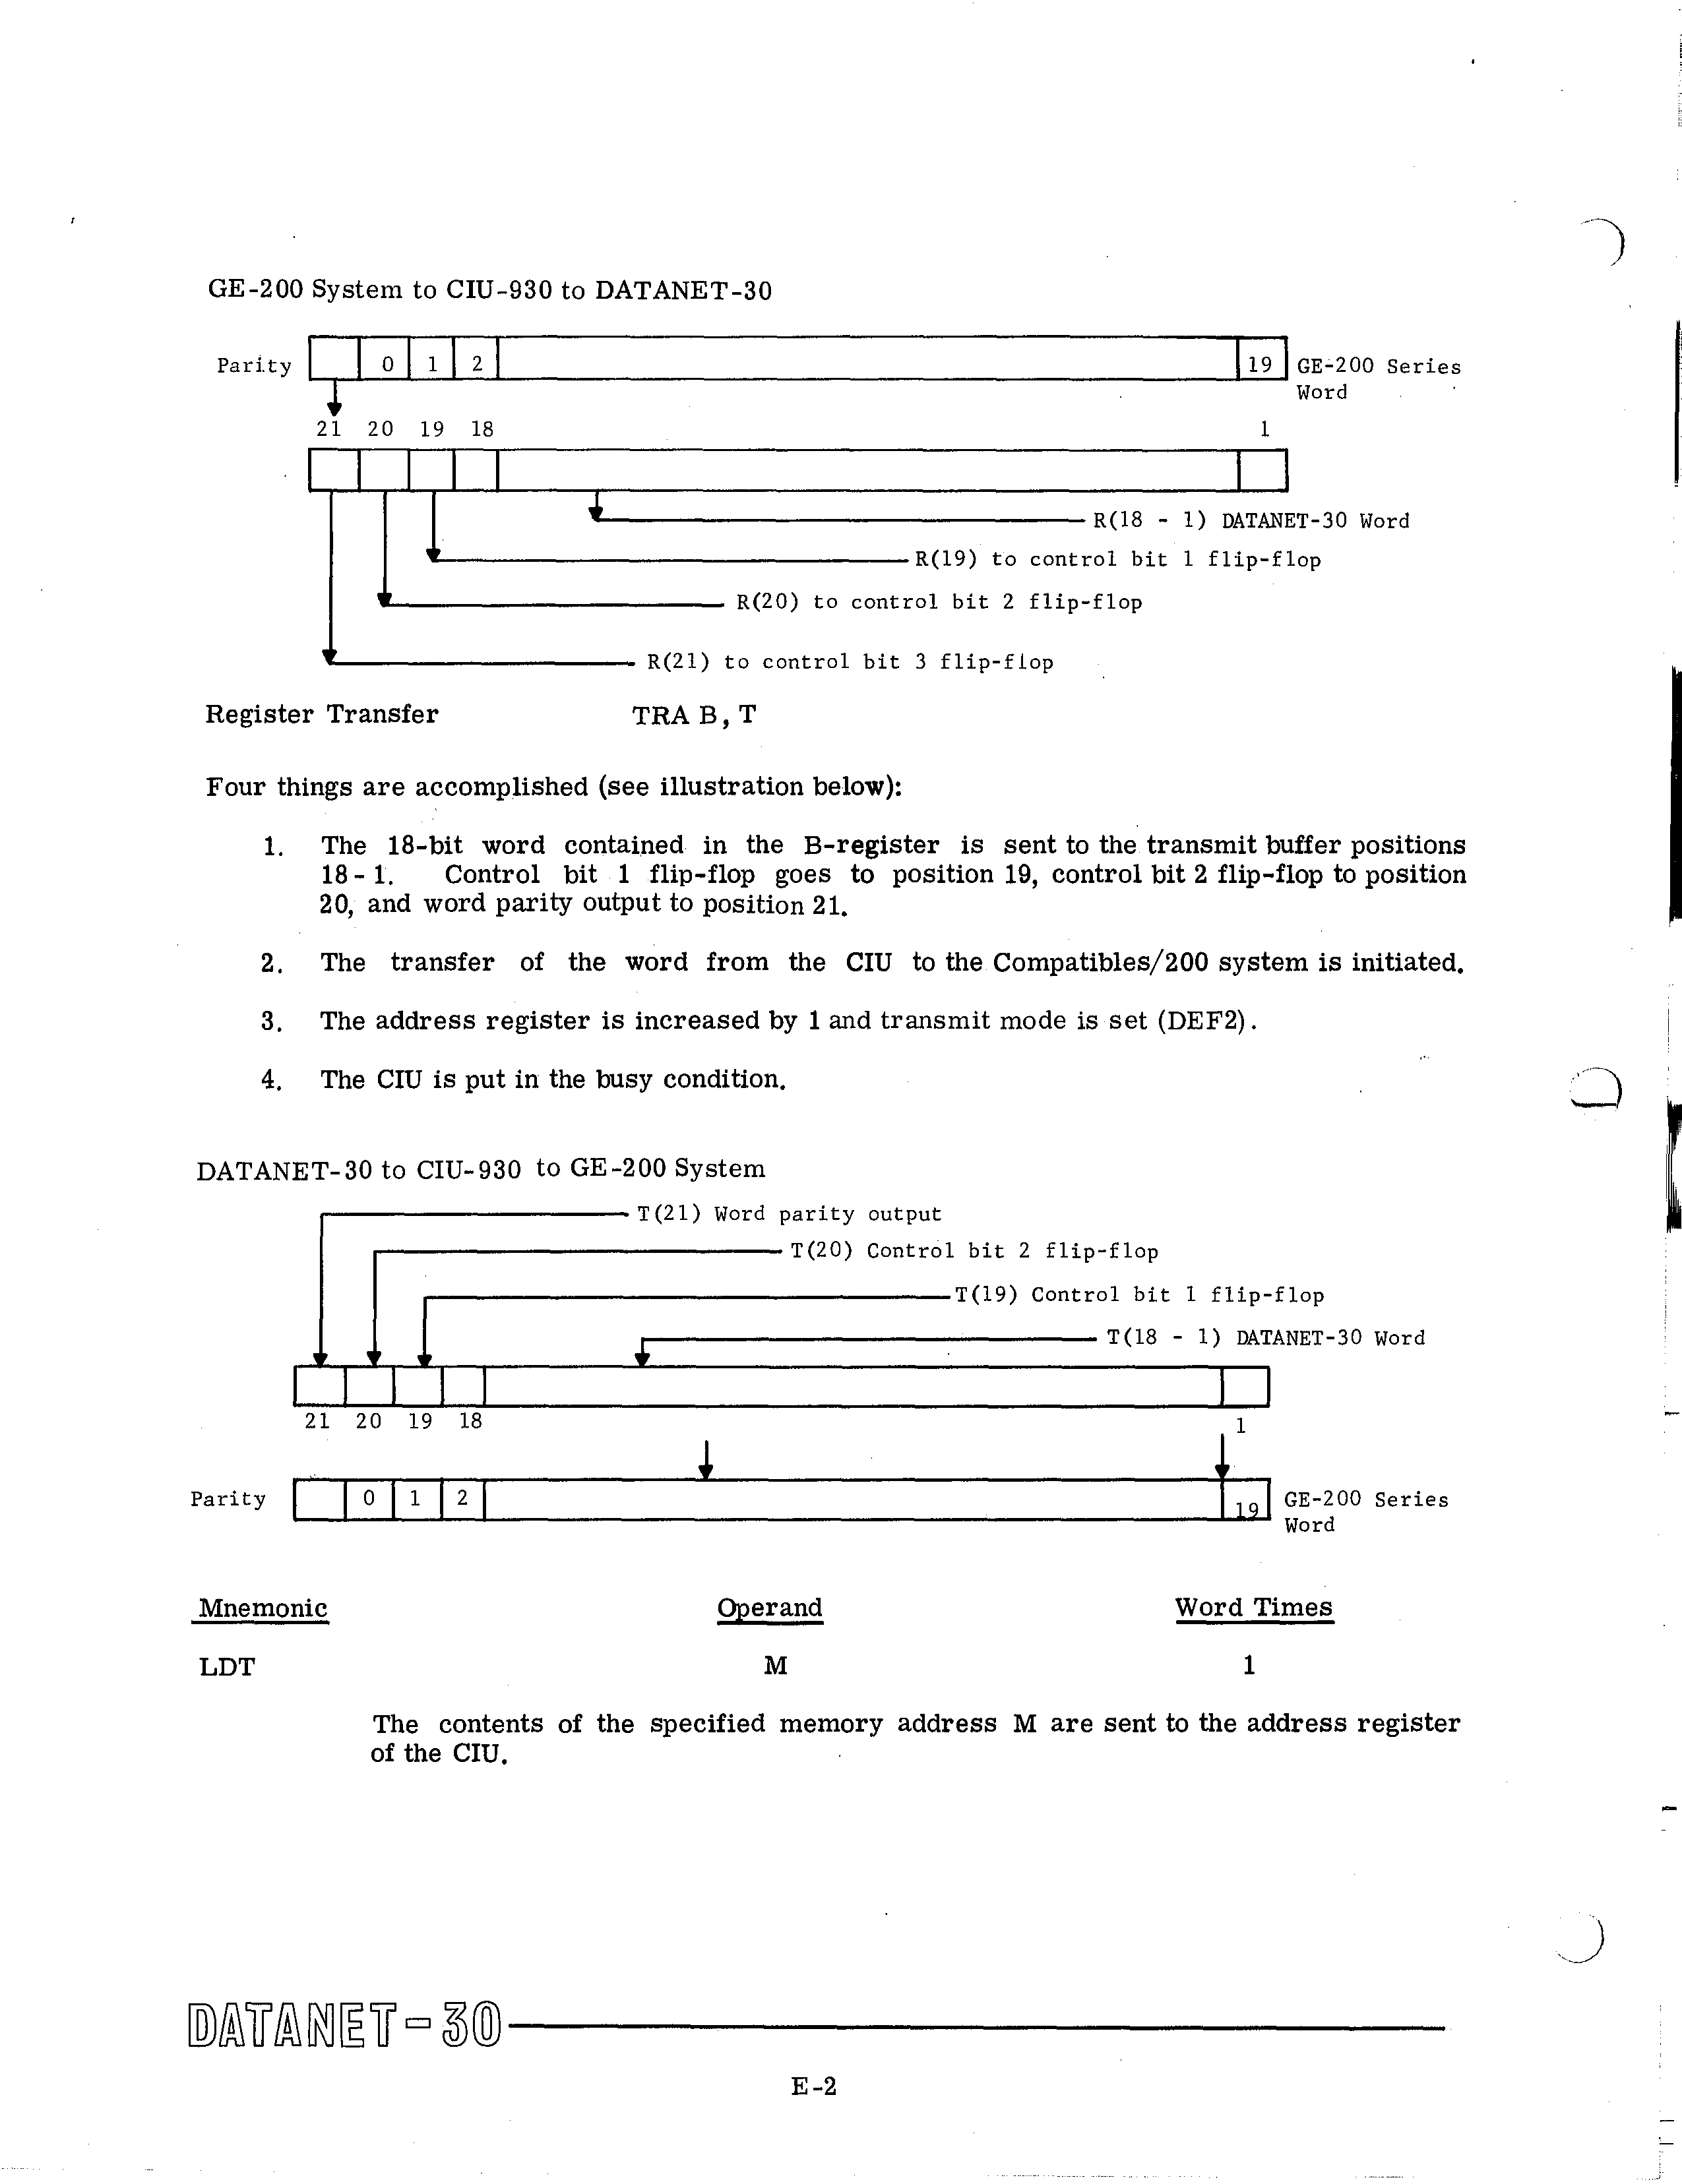 GE-200 System to CIU-930 to DATANET-30
Parity 0 1 2 19 GE-200 Series
Word
21 20 19 18 1
R(18 - 1) DATANET-30 Word
R(19) to control bit 1 flip-flop
R(20) to control bit 2 flip-flop
R(21) to control bit 3 flip-flop
Register Transfer TRA B, T
Four things are accomplished (see illustration below):
1. The 18-bit word contained in the B-register is sent to the transmit buffer positions
18 - 1. Control bit 1 flip-flop goes to position 19, control bit 2 flip-flop to position
20, and word parity output to position 21.
2. The transfer of the word from the CIU to the Compatibles/200 system is initiated.
3. The address register is increased by 1 and transmit mode is set (DEF2).
4. The CIU is put in the busy condition.
DATANET-30 to CIU-930 to GE-200 System
T(21) Word parity output
T(20) Control bit 2 flip-flop
T(19) Control bit 1 flip-flop
T(18 - 1) DATANET-30 Word
21 20 19 18 1
Parity 0 1 2 19 GE-200 Series
Word
Mnemonic Operand Word Times
LDT M 1
The contents of the specified memory address M are sent to the address register
of the CIU.
DATANET-30
E-2